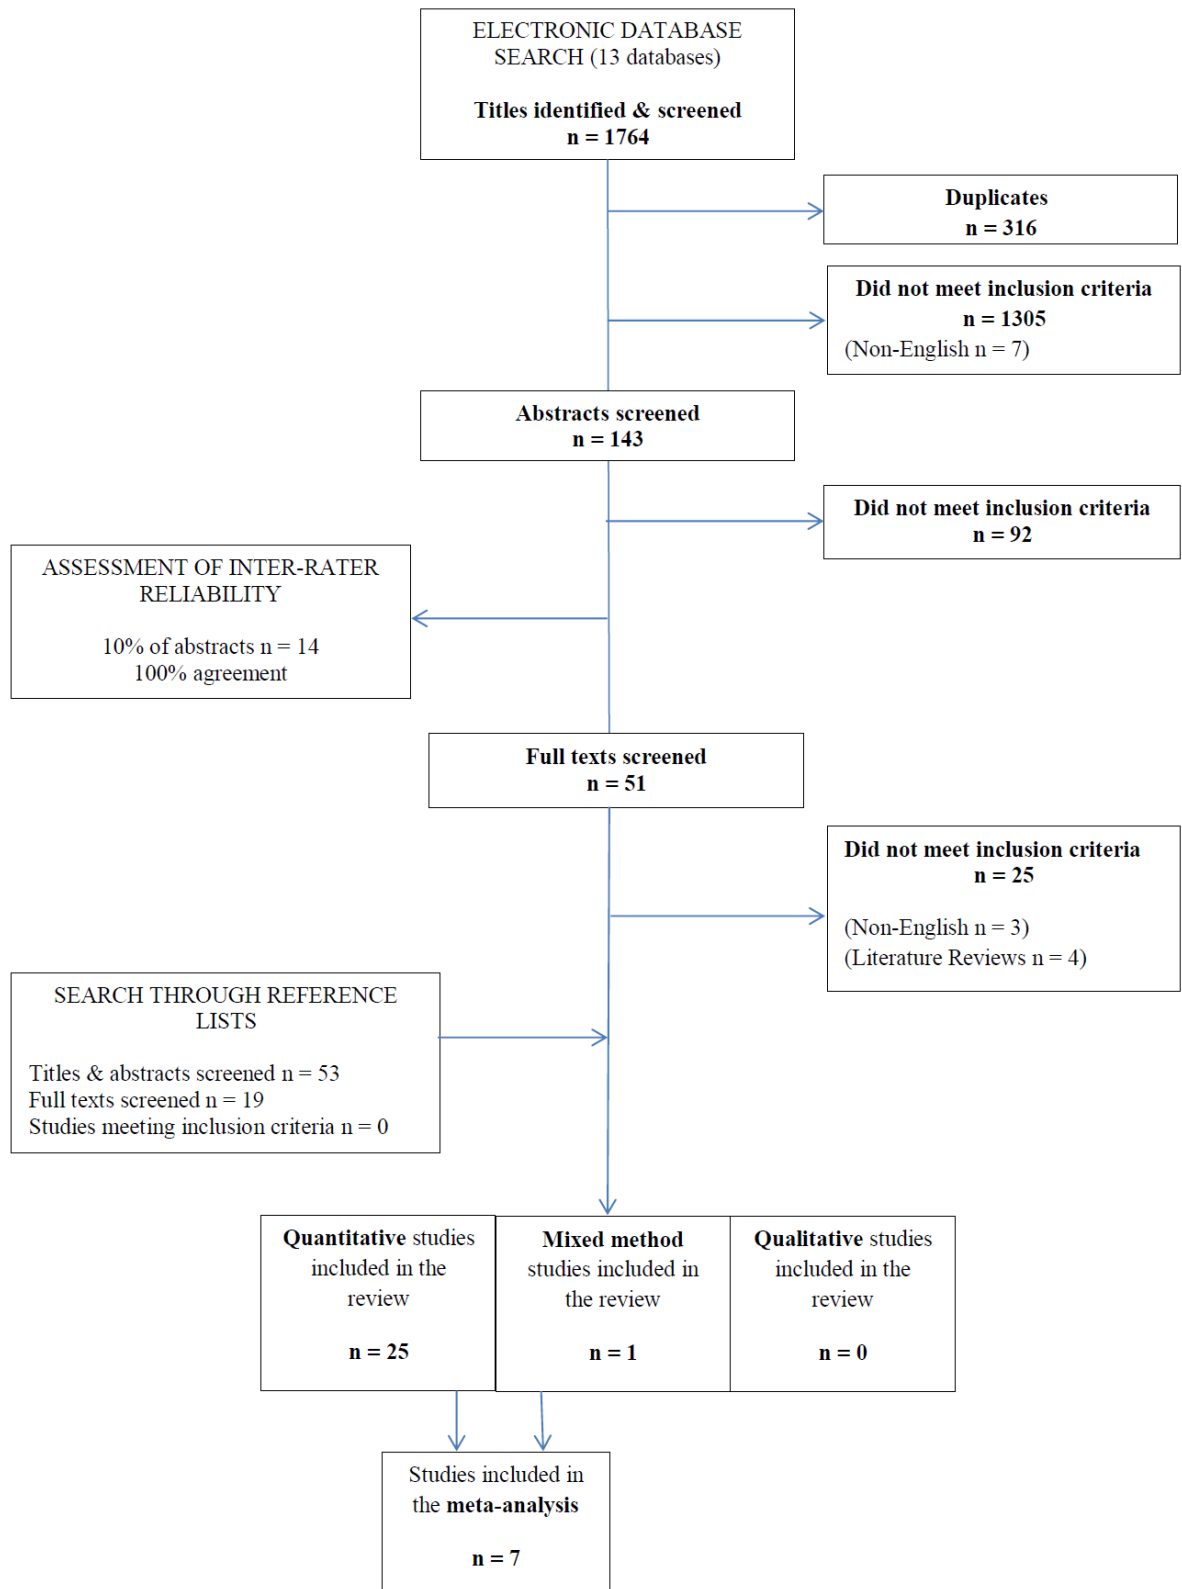 ELECTRONIC DATABASE
SEARCH (13 databases)
Titles identified & screened
n = 1764
Duplicates
n = 316
Did not meet inclusion criteria
n = 1305
(Non-English n = 7)
Abstracts screened
n = 143
Did not meet inclusion criteria
n = 92
ASSESSMENT OF INTER-RATER
RELIABILITY
10% of abstracts n = 14
100% agreement
Full texts screened
n = 51
Did not meet inclusion criteria
n = 25
(Non-English n = 3)
(Literature Reviews n = 4)
SEARCH THROUGH REFERENCE
LISTS
Titles & abstracts screened n = 53
Full texts screened n = 19
Studies meeting inclusion criteria n = 0
Quantitative studies
included in the
review
n = 25
Mixed method
studies included in
the review
n = 1
Qualitative studies
included in the
review
n = 0
Studies included in
the meta-analysis
n = 7